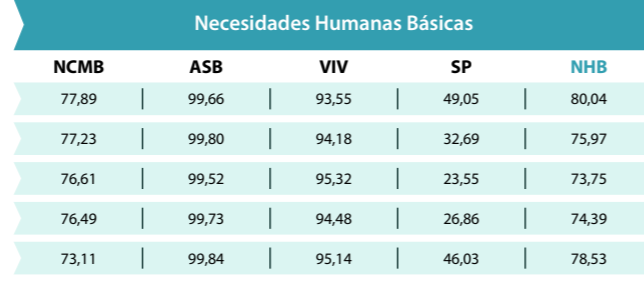 Necesidades Humanas Básicas
NCMB ASB VIV SP NHB
77,89 | 99,66 | 93,55 | 49,05 | 80,04
77,23 | 99,80 | 94,18 | 32,69 | 75,97
76,61 | 99,52 | 95,32 | 23,55 | 73,75
76,49 | 99,73 | 94,48 | 26,86 | 74,39
73,11 | 99,84 | 95,14 | 46,03 | 78,53